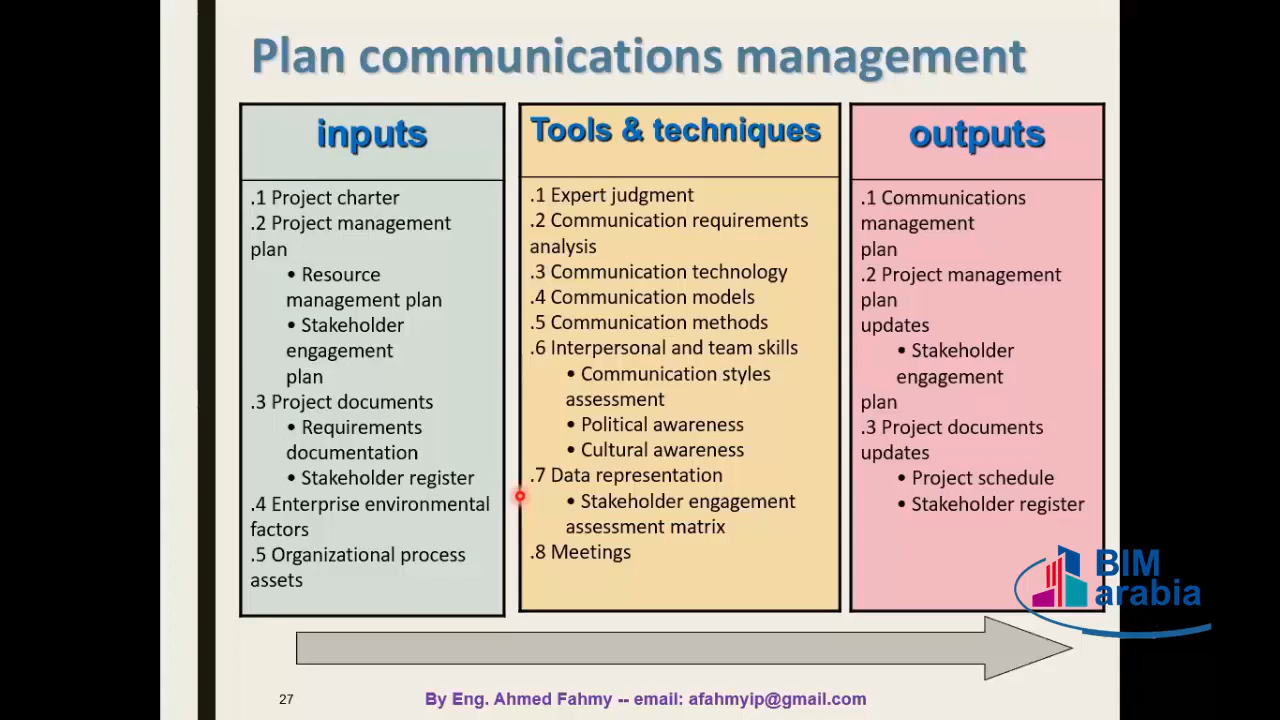 Plan communications management
inputs
.1 Project charter
.2 Project management
plan
• Resource
management plan
• Stakeholder
engagement
plan
.3 Project documents
• Requirements
documentation
• Stakeholder register
.4 Enterprise environmental
factors
.5 Organizational process
assets
Tools & techniques
.1 Expert judgment
.2 Communication requirements
analysis
.3 Communication technology
.4 Communication models
.5 Communication methods
.6 Interpersonal and team skills
• Communication styles
assessment
• Political awareness
• Cultural awareness
.7 Data representation
• Stakeholder engagement
assessment matrix
.8 Meetings
outputs
.1 Communications
management
plan
.2 Project management
plan
updates
• Stakeholder
engagement
plan
.3 Project documents
updates
• Project schedule
• Stakeholder register
BIM
arabia
27
By Eng. Ahmed Fahmy -- email: afahmyip@gmail.com